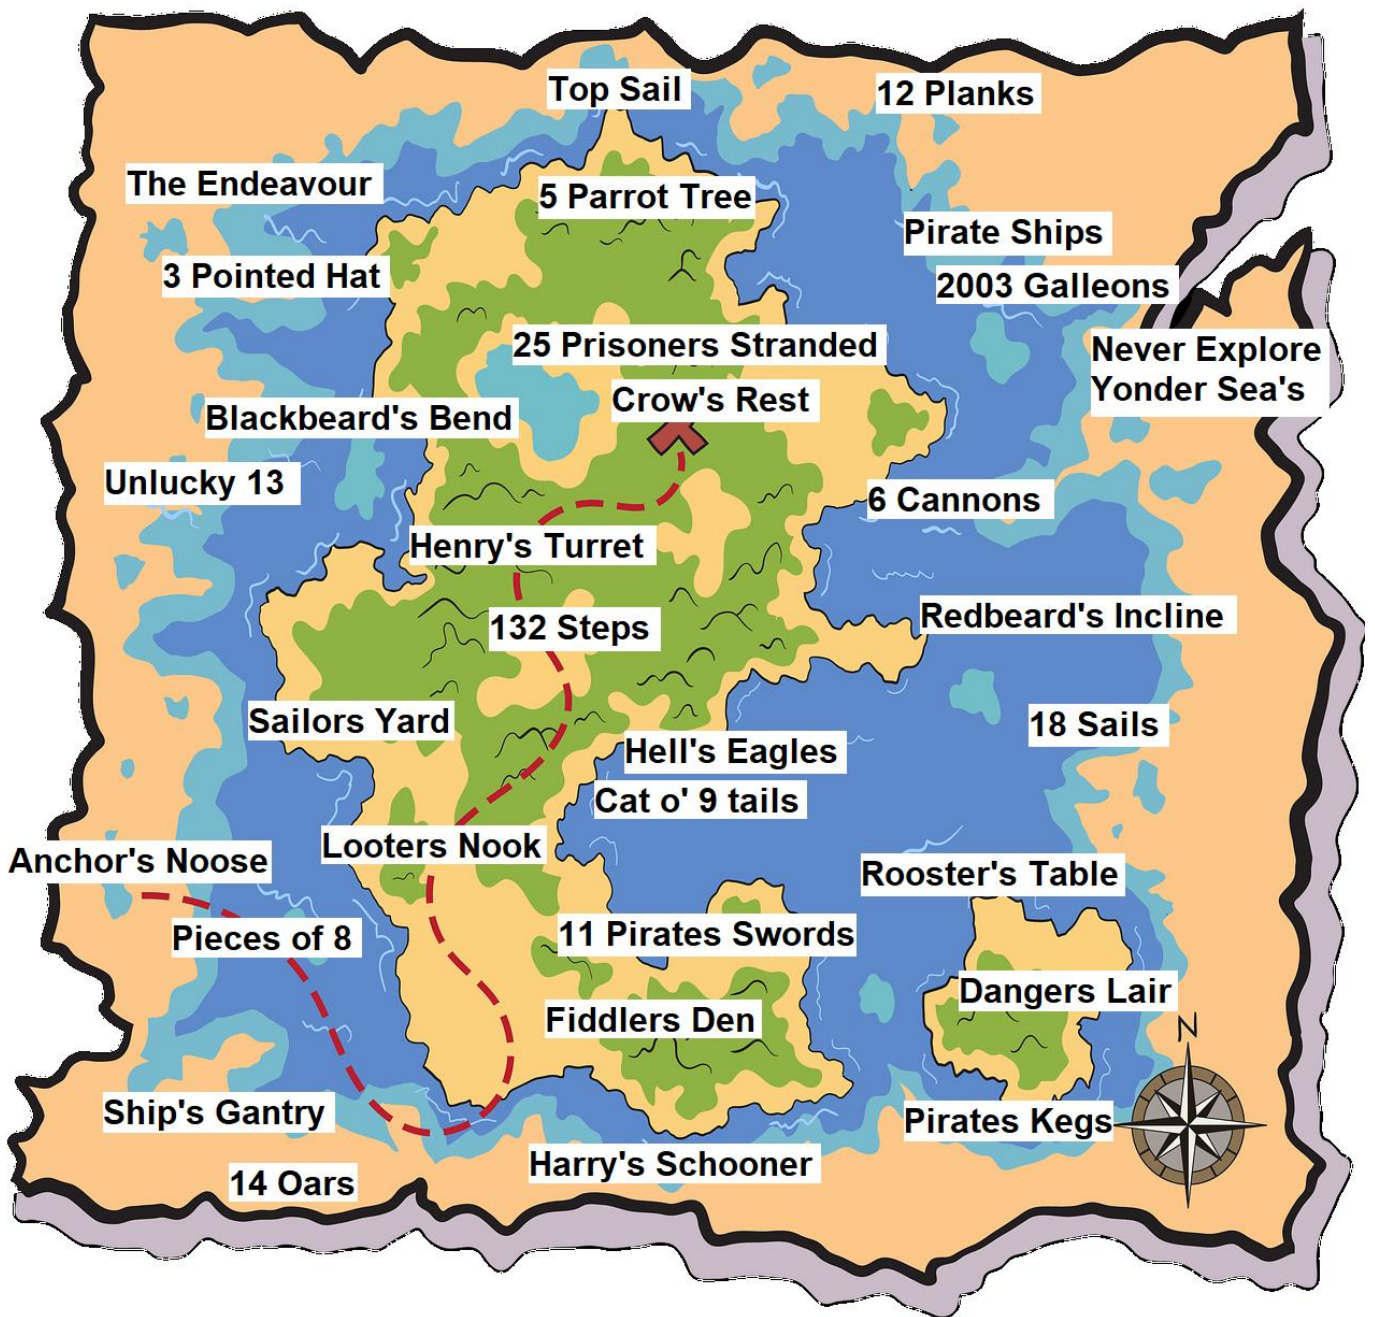 Top Sail
12 Planks
The Endeavour
5 Parrot Tree
Pirate Ships
3 Pointed Hat
2003 Galleons
25 Prisoners Stranded
Never Explore
Yonder Sea's
Crow's Rest
Blackbeard's Bend
Unlucky 13
6 Cannons
Henry's Turret
132 Steps
Redbeard's Incline
Sailors Yard
18 Sails
Hell's Eagles
Cat o' 9 tails
Looters Nook
Anchor's Noose
Rooster's Table
Pieces of 8
11 Pirates Swords
Dangers Lair
Fiddlers Den
N
Ship's Gantry
Pirates Kegs
Harry's Schooner
14 Oars